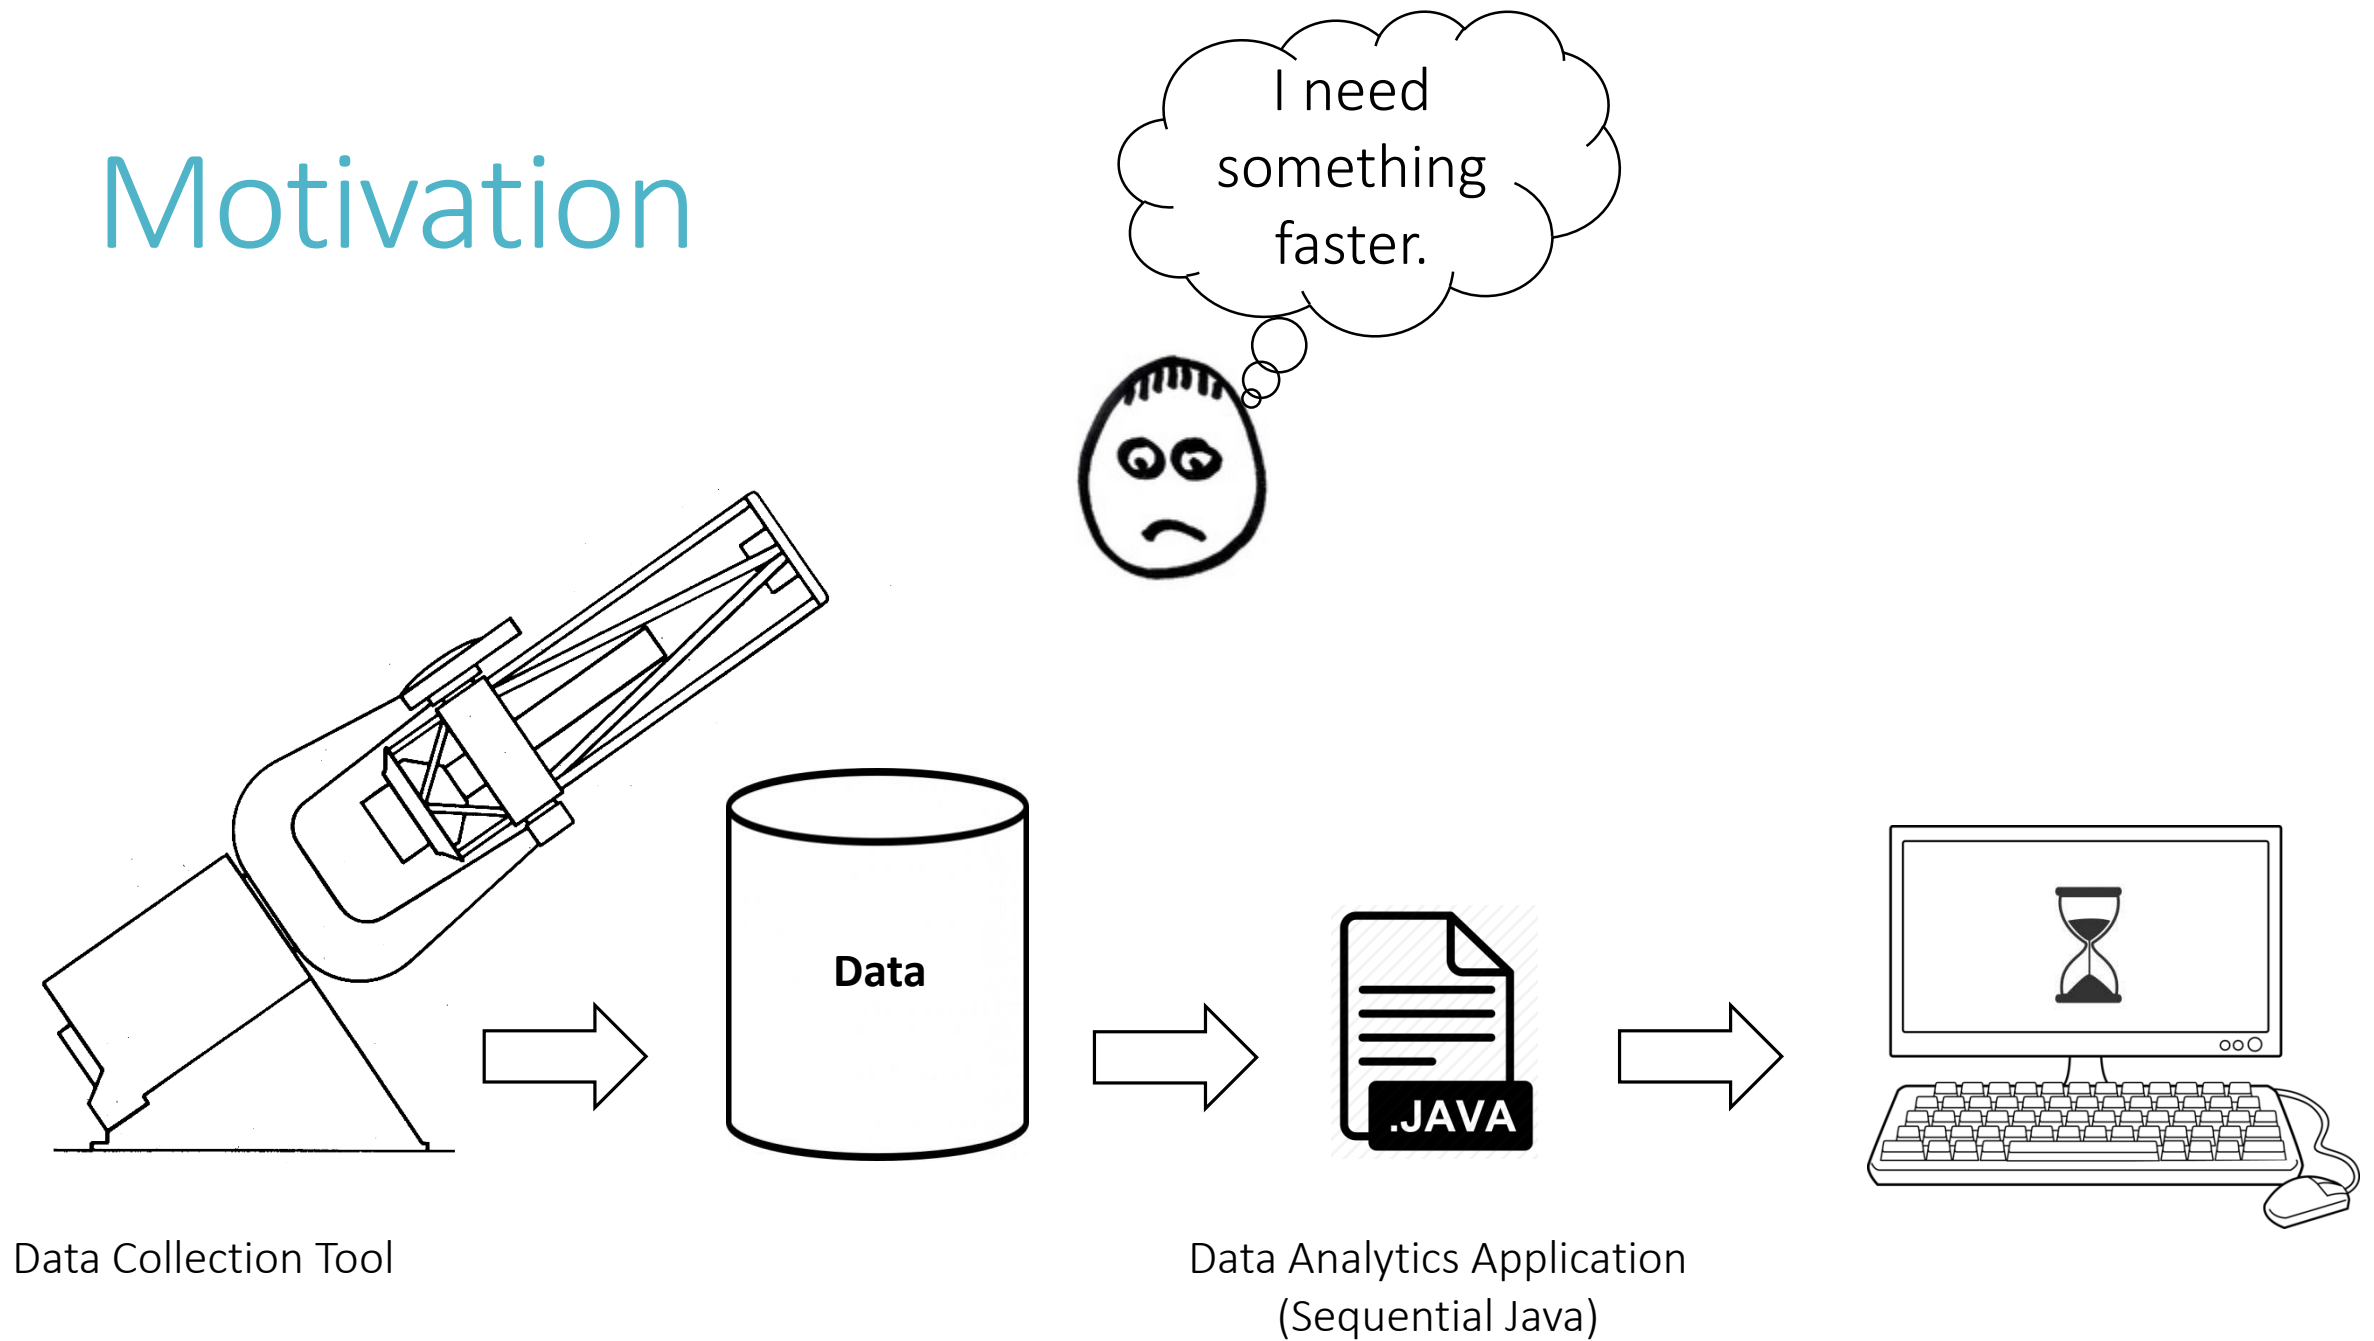 Motivation
I need
something
faster.
Data
.JAVA
Data Collection Tool
Data Analytics Application
(Sequential Java)